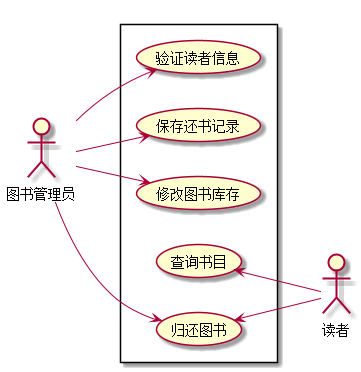 验证读者信息
保存还书记录
图书管理员
修改图书库存
查询书目
归还图书
读者